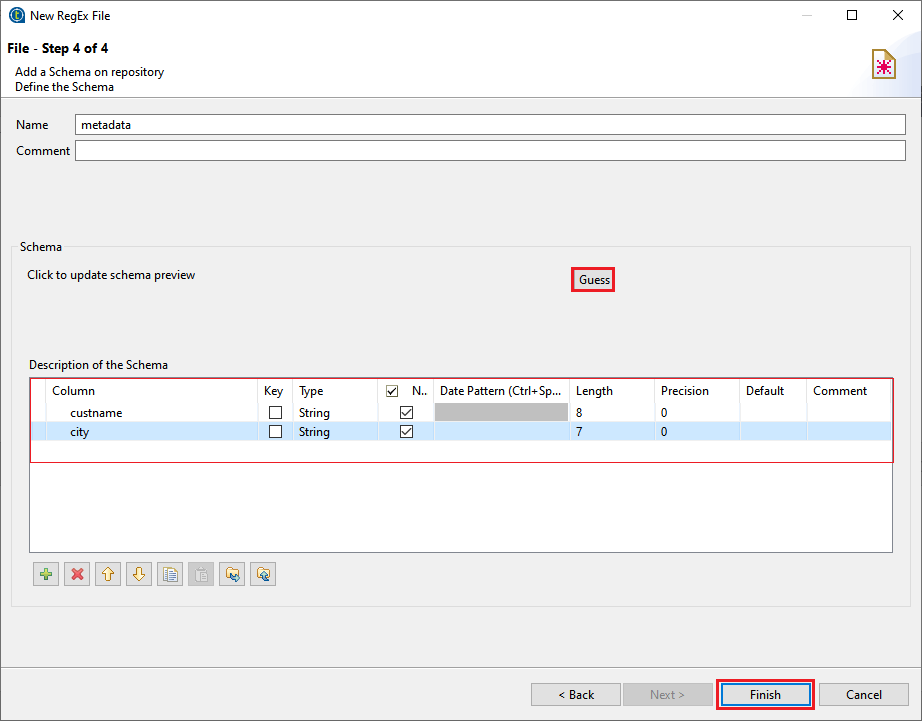 New RegEx File
File - Step 4 of 4
Add a Schema on repository
Define the Schema
Name metadata
Comment
Schema
Click to update schema preview
Guess
Description of the Schema
Column Key Type N.. Date Pattern (Ctrl+Sp... Length Precision Default Comment
custname String 8 0
city String 7 0
< Back Next > Finish Cancel